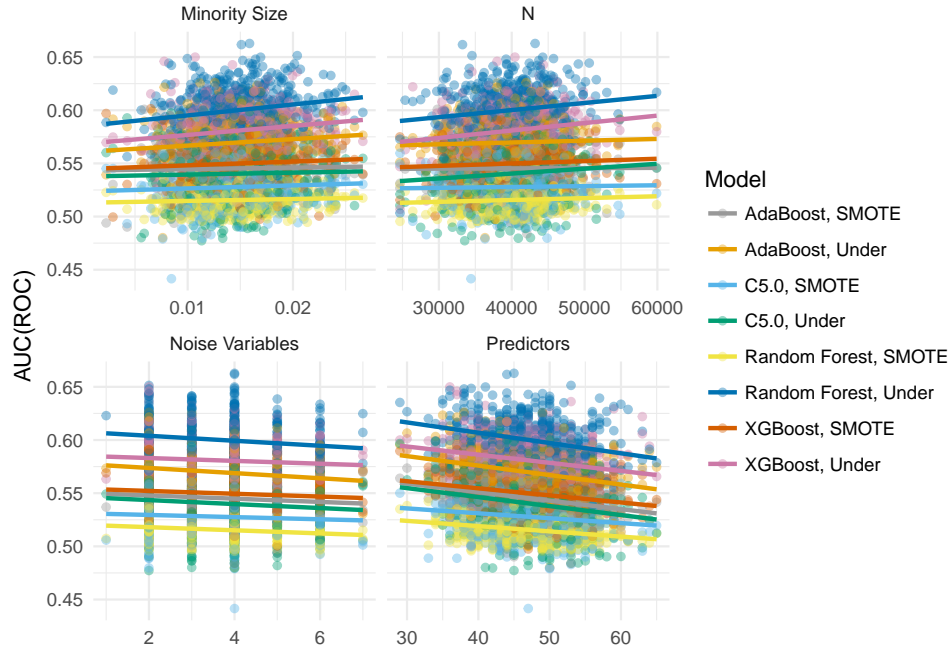 Minority Size
N
0.65
0.60
0.55
0.50
0.45
0.01 0.02
30000 40000 50000 60000
AUC(ROC)
Noise Variables
Predictors
0.65
0.60
0.55
0.50
0.45
2 4 6
30 40 50 60
Model
AdaBoost, SMOTE
AdaBoost, Under
C5.0, SMOTE
C5.0, Under
Random Forest, SMOTE
Random Forest, Under
XGBoost, SMOTE
XGBoost, Under